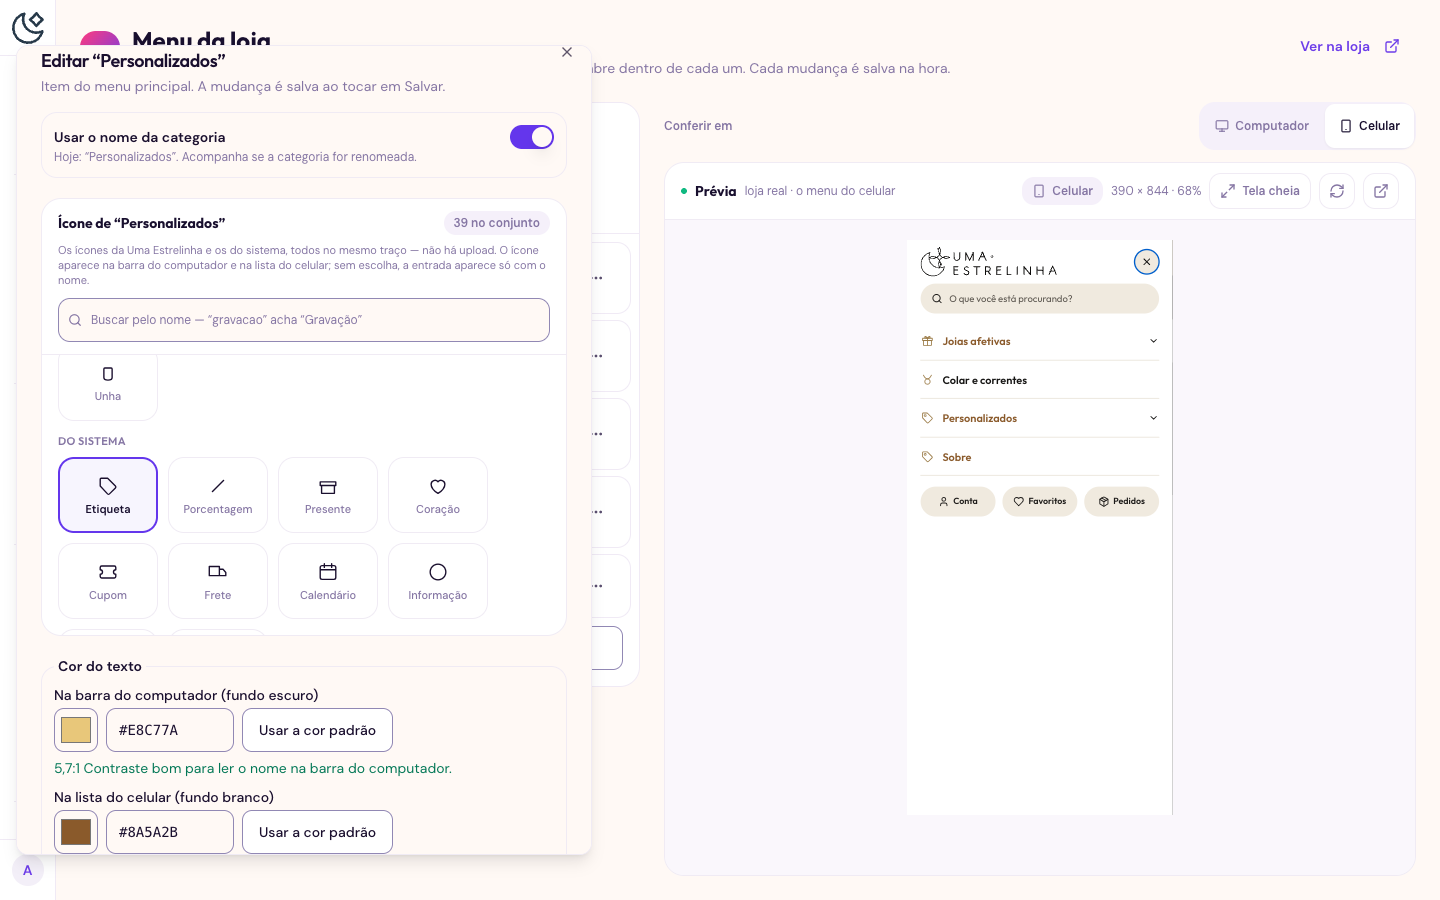 Menu da loja
Ver na loja
abre dentro de cada um. Cada mudança é salva na hora.
Editar “Personalizados”
Item do menu principal. A mudança é salva ao tocar em Salvar.
Usar o nome da categoria
Hoje: “Personalizados”. Acompanha se a categoria for renomeada.
Ícone de “Personalizados”
39 no conjunto
Os ícones da Uma Estrelinha e os do sistema, todos no mesmo traço — não há upload. O ícone
aparece na barra do computador e na lista do celular; sem escolha, a entrada aparece só com o
nome.
Buscar pelo nome — “gravacao” acha “Gravação”
Unha
DO SISTEMA
Etiqueta
Porcentagem
Presente
Coração
Cupom
Frete
Calendário
Informação
Cor do texto
Na barra do computador (fundo escuro)
#E8C77A
Usar a cor padrão
5,7:1 Contraste bom para ler o nome na barra do computador.
Na lista do celular (fundo branco)
#8A5A2B
Usar a cor padrão
A
Conferir em
Computador
Celular
Prévia
loja real · o menu do celular
Celular
390 × 844 · 68%
Tela cheia
UMA
ESTRELINHA
O que você está procurando?
Joias afetivas
Colar e correntes
Personalizados
Sobre
Conta
Favoritos
Pedidos